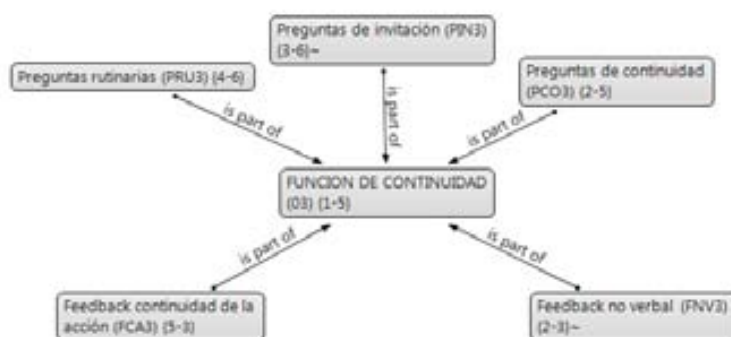 Preguntas de invitación (PIN3)
(3-6)~
Preguntas rutinarias (PRU3) (4-6)
Preguntas de continuidad
(PCO3) (2-5)
is part of
is part of
is part of
FUNCION DE CONTINUIDAD
(03) (1-5)
is part of
is part of
Feedback continuidad de la
acción (FCA3) (5-3)
Feedback no verbal (FNV3)
(2-3)~